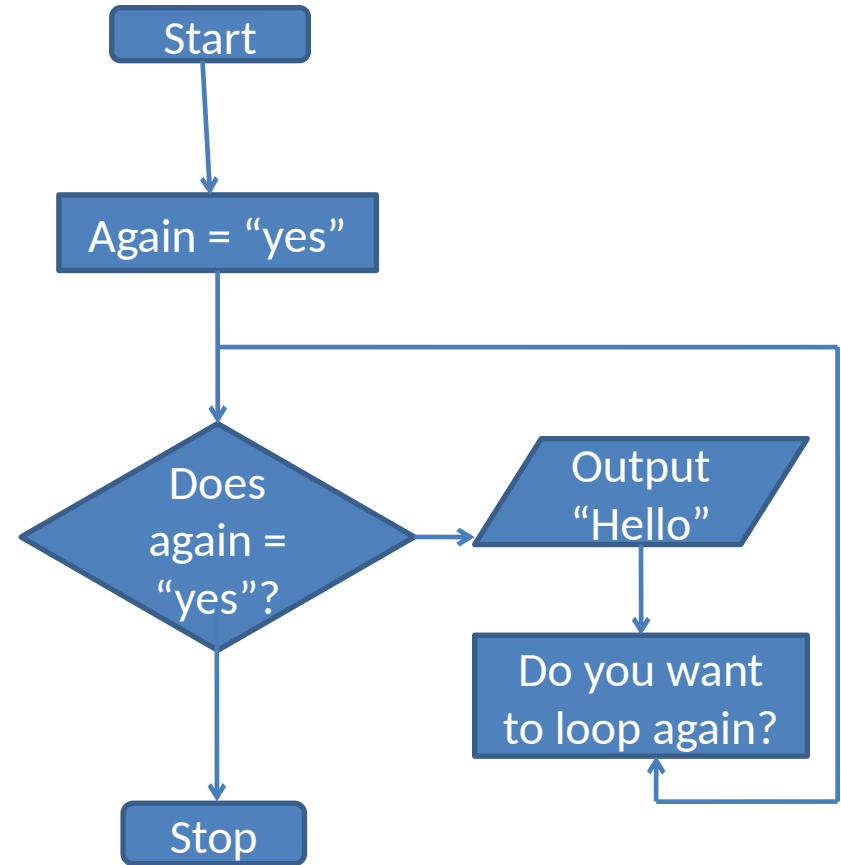 Start
Again = “yes”
Does
again =
“yes”?
Output
“Hello”
Do you want
to loop again?
Stop